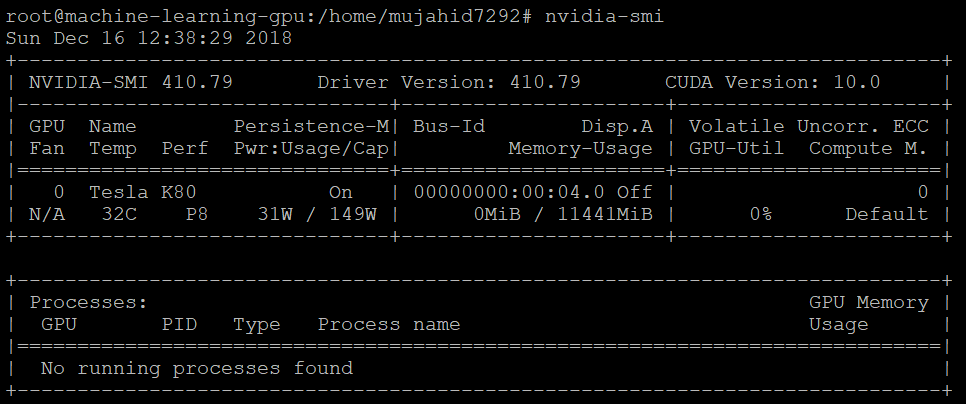 root@machine-learning-gpu:/home/mujahid7292# nvidia-smi
Sun Dec 16 12:38:29 2018
+-----------------------------------------------------------------------------+
| NVIDIA-SMI 410.79       Driver Version: 410.79       CUDA Version: 10.0     |
|-------------------------------+----------------------+----------------------+
| GPU  Name        Persistence-M| Bus-Id        Disp.A | Volatile Uncorr. ECC |
| Fan  Temp  Perf  Pwr:Usage/Cap|         Memory-Usage | GPU-Util  Compute M. |
|===============================+======================+======================|
|   0  Tesla K80           On   | 00000000:00:04.0 Off |                    0 |
| N/A   32C    P8    31W / 149W |      0MiB / 11441MiB |      0%      Default |
+-------------------------------+----------------------+----------------------+

+-----------------------------------------------------------------------------+
| Processes:                                                       GPU Memory |
|  GPU       PID   Type   Process name                             Usage      |
|=============================================================================|
|  No running processes found                                                 |
+-----------------------------------------------------------------------------+